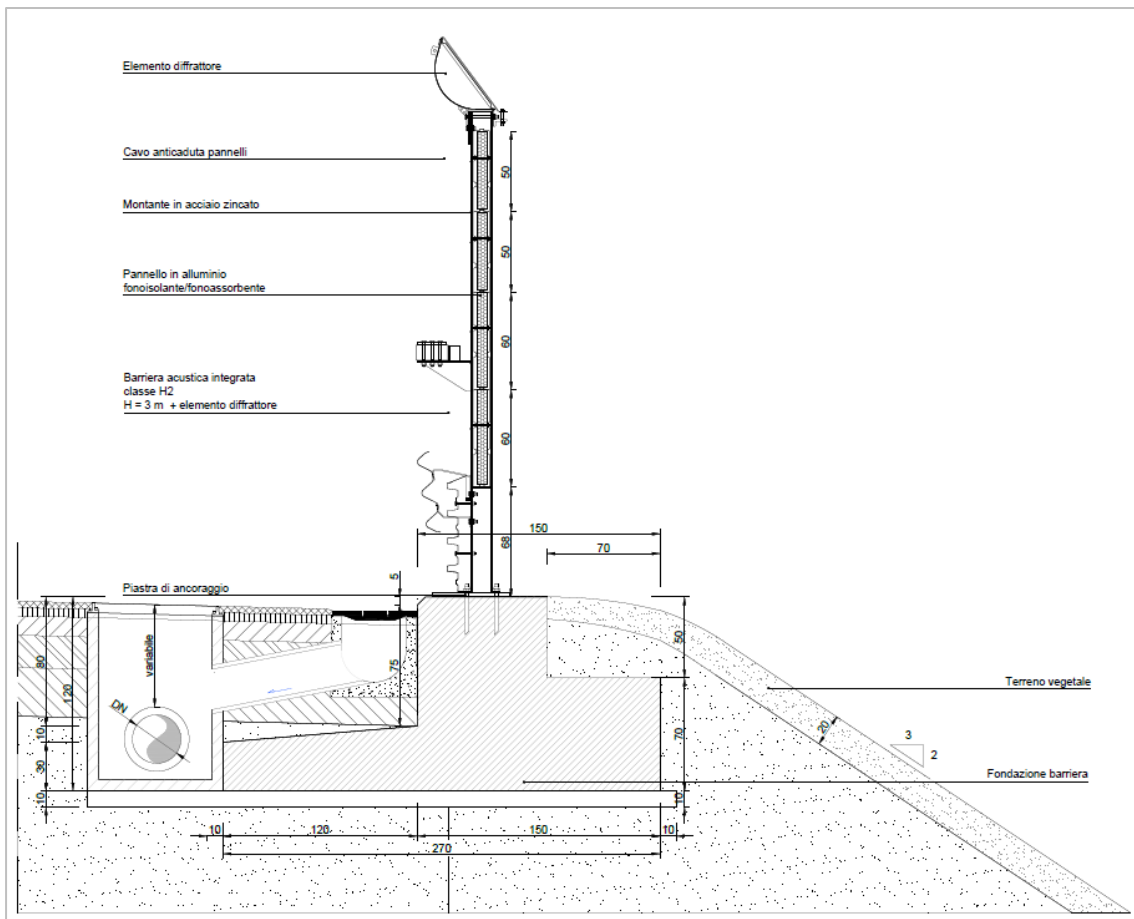 Elemento diffrattore
Cavo anticaduta pannelli
50
Montante in acciaio zincato
50
Pannello in alluminio
fonoisolante/fonoassorbente
60
Barriera acustica integrata
classe H2
H = 3 m + elemento diffrattore
60
150
68
70
Piastra di ancoraggio
5
80
120
variabile
75
50
DN
10
30
10
70
10
Terreno vegetale
20
3
2
Fondazione barriera
10
120
150
10
270